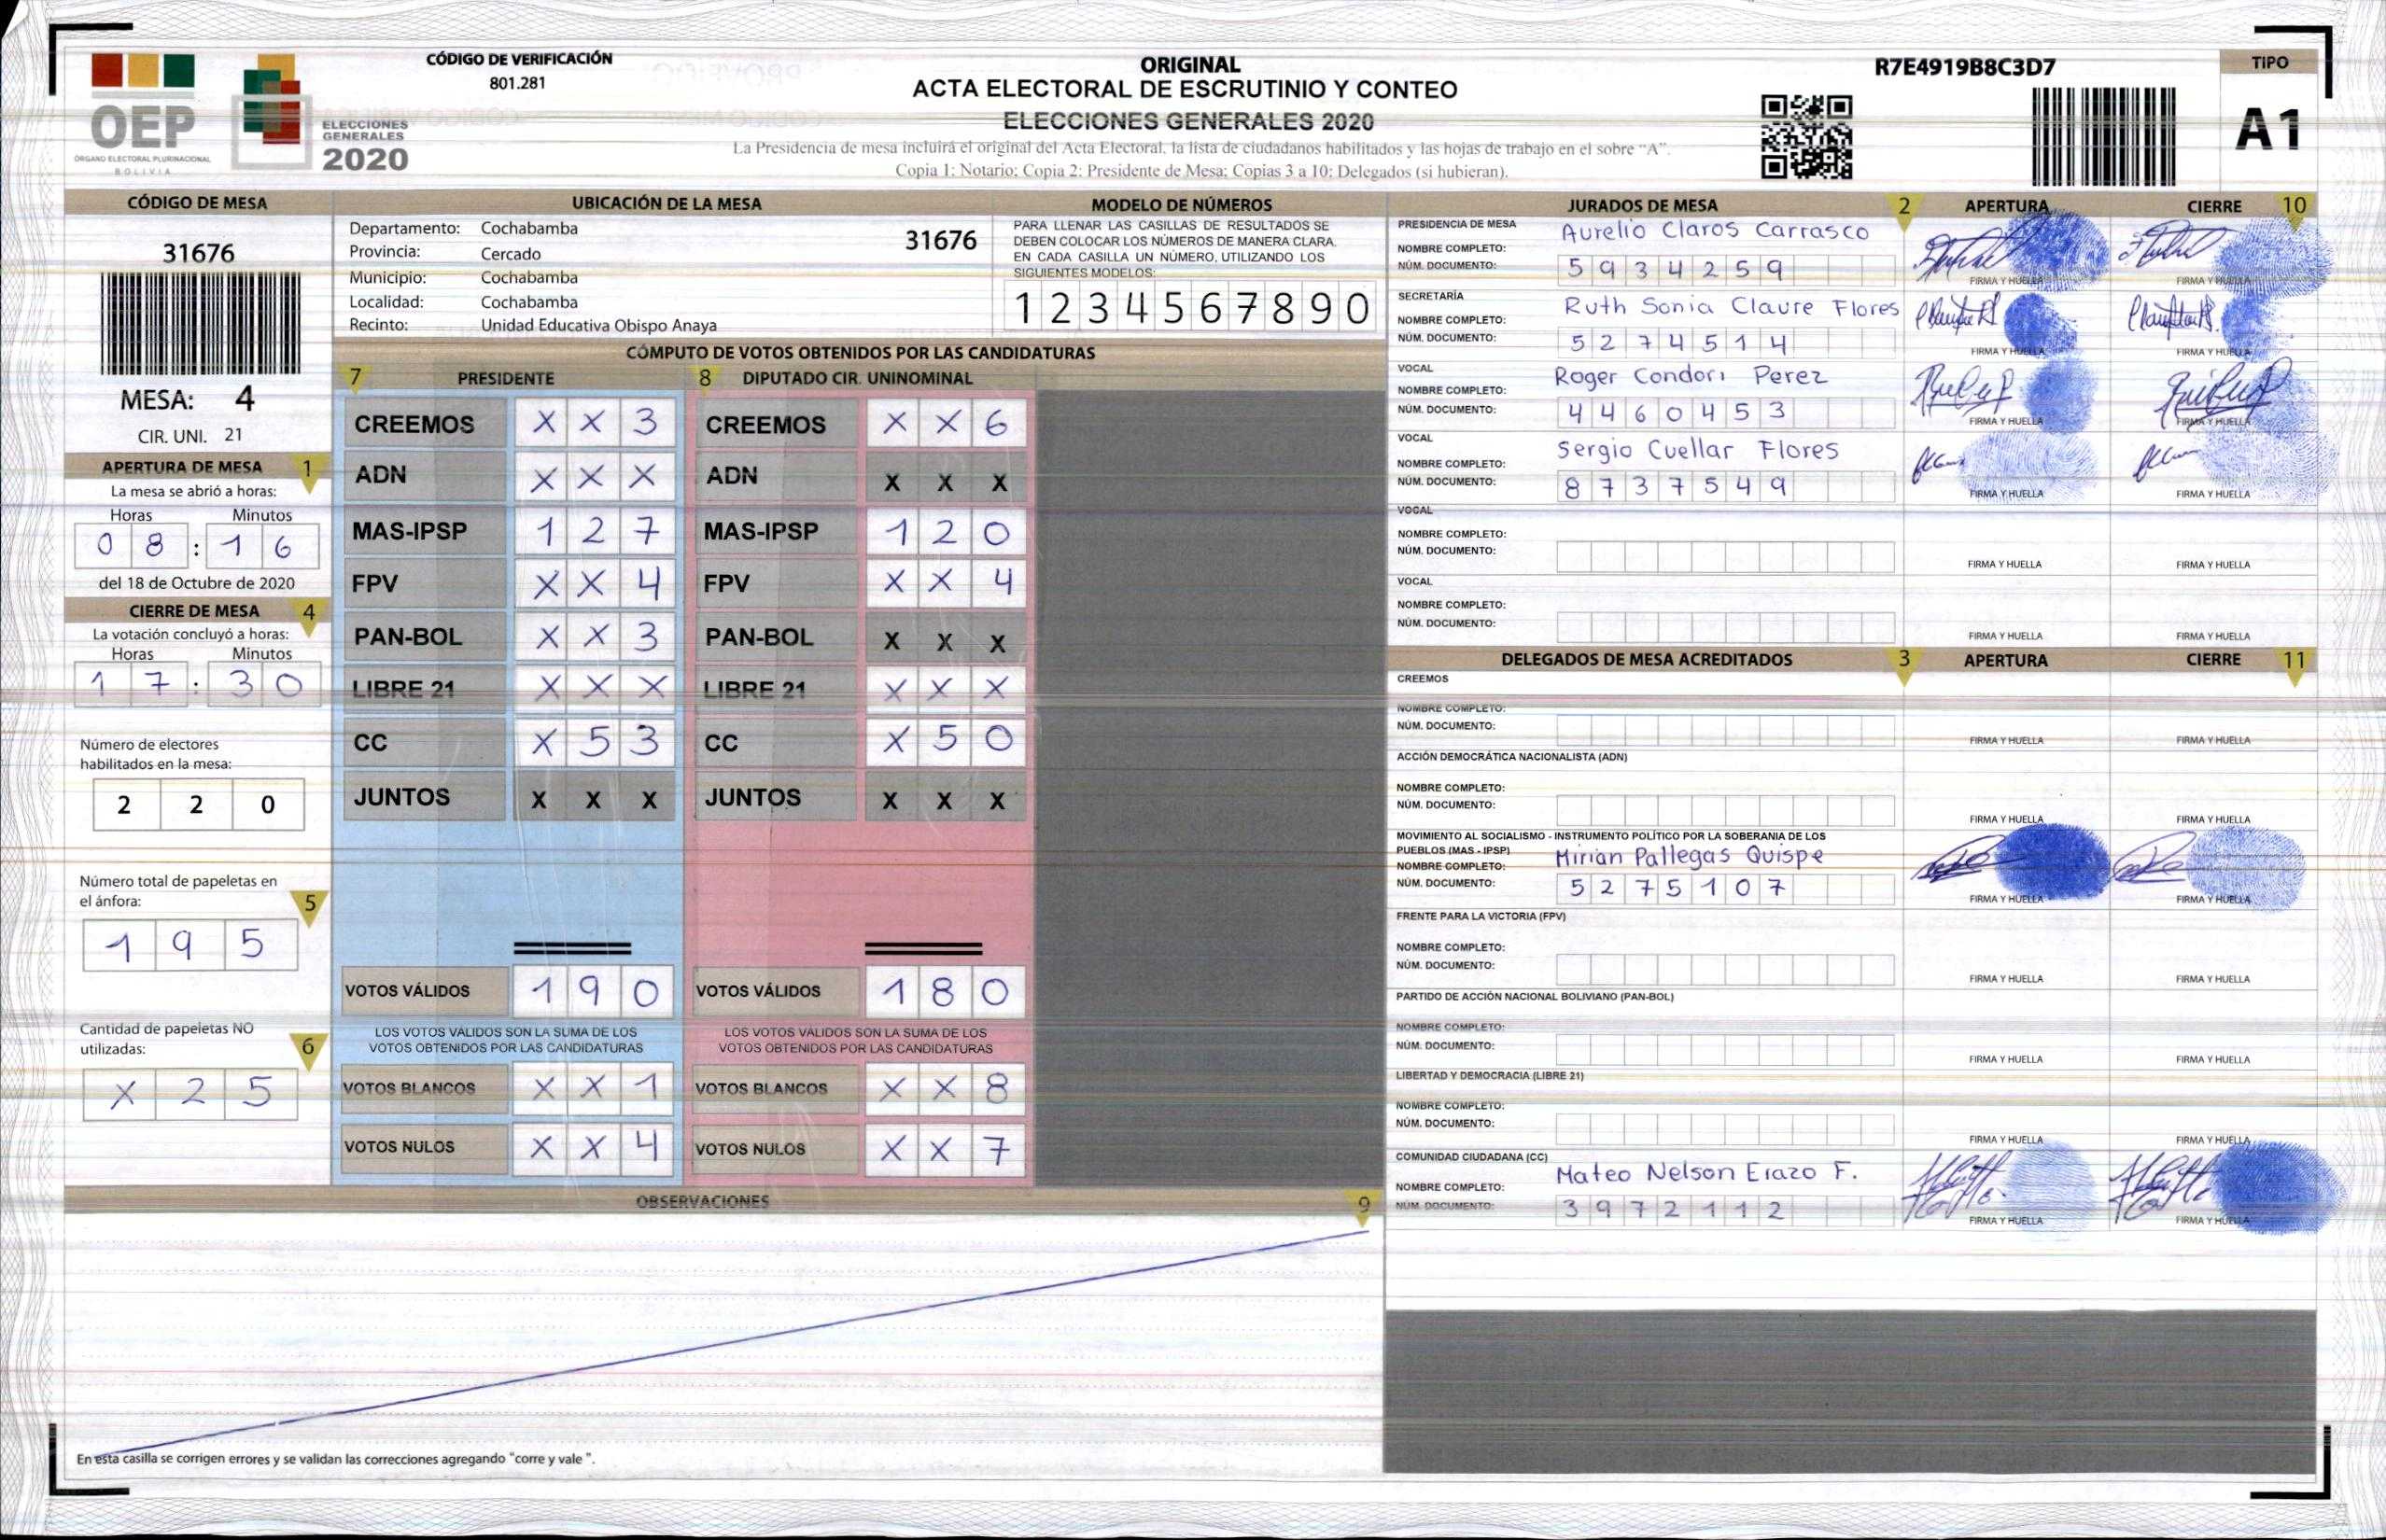 OEP
ÓRGANO ELECTORAL PLURINACIONAL
BOLIVIA
ELECCIONES
GENERALES
2020
CÓDIGO DE VERIFICACIÓN
801.281
ORIGINAL
ACTA ELECTORAL DE ESCRUTINIO Y CONTEO
ELECCIONES GENERALES 2020
La Presidencia de mesa incluirá el original del Acta Electoral, la lista de ciudadanos habilitados y las hojas de trabajo en el sobre "A".
Copia 1: Notario; Copia 2: Presidente de Mesa; Copias 3 a 10: Delegados (si hubieran).
R7E4919B8C3D7
TIPO
A1
CÓDIGO DE MESA
31676
MESA: 4
CIR. UNI. 21
APERTURA DE MESA 1
La mesa se abrió a horas:
Horas Minutos
0 8 : 1 6
del 18 de Octubre de 2020
CIERRE DE MESA 4
La votación concluyó a horas:
Horas Minutos
1 7 : 3 0
Número de electores
habilitados en la mesa:
2 2 0
Número total de papeletas en
el ánfora: 5
1 9 5
Cantidad de papeletas NO
utilizadas: 6
X 2 5
UBICACIÓN DE LA MESA
Departamento: Cochabamba
Provincia: Cercado
Municipio: Cochabamba
Localidad: Cochabamba
Recinto: Unidad Educativa Obispo Anaya
31676
MODELO DE NÚMEROS
PARA LLENAR LAS CASILLAS DE RESULTADOS SE
DEBEN COLOCAR LOS NÚMEROS DE MANERA CLARA.
EN CADA CASILLA UN NÚMERO, UTILIZANDO LOS
SIGUIENTES MODELOS:
1 2 3 4 5 6 7 8 9 0
CÓMPUTO DE VOTOS OBTENIDOS POR LAS CANDIDATURAS
7 PRESIDENTE 8 DIPUTADO CIR. UNINOMINAL
CREEMOS X X 3 CREEMOS X X 6
ADN X X X ADN X X X
MAS-IPSP 1 2 7 MAS-IPSP 1 2 0
FPV X X 4 FPV X X 4
PAN-BOL X X 3 PAN-BOL X X X
LIBRE 21 X X X LIBRE 21 X X X
CC X 5 3 CC X 5 0
JUNTOS X X X JUNTOS X X X
VOTOS VÁLIDOS 1 9 0 VOTOS VÁLIDOS 1 8 0
LOS VOTOS VALIDOS SON LA SUMA DE LOS LOS VOTOS VALIDOS SON LA SUMA DE LOS
VOTOS OBTENIDOS POR LAS CANDIDATURAS VOTOS OBTENIDOS POR LAS CANDIDATURAS
VOTOS BLANCOS X X 1 VOTOS BLANCOS X X 8
VOTOS NULOS X X 4 VOTOS NULOS X X 7
OBSERVACIONES 9
En esta casilla se corrigen errores y se validan las correcciones agregando "corre y vale ".
JURADOS DE MESA 2 APERTURA CIERRE 10
PRESIDENCIA DE MESA
NOMBRE COMPLETO: Aurelio Claros Carrasco
NÚM. DOCUMENTO: 5 9 3 4 2 5 9
FIRMA Y HUELLA FIRMA Y HUELLA
SECRETARÍA
NOMBRE COMPLETO: Ruth Sonia Claure Flores
NÚM. DOCUMENTO: 5 2 7 4 5 1 4
FIRMA Y HUELLA FIRMA Y HUELLA
VOCAL
NOMBRE COMPLETO: Roger Condori Perez
NÚM. DOCUMENTO: 4 4 6 0 4 5 3
FIRMA Y HUELLA FIRMA Y HUELLA
VOCAL
NOMBRE COMPLETO: Sergio Cuellar Flores
NÚM. DOCUMENTO: 8 7 3 7 5 4 9
FIRMA Y HUELLA FIRMA Y HUELLA
VOCAL
NOMBRE COMPLETO:
NÚM. DOCUMENTO:
FIRMA Y HUELLA FIRMA Y HUELLA
VOCAL
NOMBRE COMPLETO:
NÚM. DOCUMENTO:
FIRMA Y HUELLA FIRMA Y HUELLA
DELEGADOS DE MESA ACREDITADOS 3 APERTURA CIERRE 11
CREEMOS
NOMBRE COMPLETO:
NÚM. DOCUMENTO:
FIRMA Y HUELLA FIRMA Y HUELLA
ACCIÓN DEMOCRÁTICA NACIONALISTA (ADN)
NOMBRE COMPLETO:
NÚM. DOCUMENTO:
FIRMA Y HUELLA FIRMA Y HUELLA
MOVIMIENTO AL SOCIALISMO - INSTRUMENTO POLÍTICO POR LA SOBERANIA DE LOS
PUEBLOS (MAS - IPSP)
NOMBRE COMPLETO: Mirian Pallegas Quispe
NÚM. DOCUMENTO: 5 2 7 5 1 0 7
FIRMA Y HUELLA FIRMA Y HUELLA
FRENTE PARA LA VICTORIA (FPV)
NOMBRE COMPLETO:
NÚM. DOCUMENTO:
FIRMA Y HUELLA FIRMA Y HUELLA
PARTIDO DE ACCIÓN NACIONAL BOLIVIANO (PAN-BOL)
NOMBRE COMPLETO:
NÚM. DOCUMENTO:
FIRMA Y HUELLA FIRMA Y HUELLA
LIBERTAD Y DEMOCRACIA (LIBRE 21)
NOMBRE COMPLETO:
NÚM. DOCUMENTO:
FIRMA Y HUELLA FIRMA Y HUELLA
COMUNIDAD CIUDADANA (CC)
NOMBRE COMPLETO: Mateo Nelson Erazo F.
NÚM. DOCUMENTO: 3 9 7 2 1 1 2
FIRMA Y HUELLA FIRMA Y HUELLA